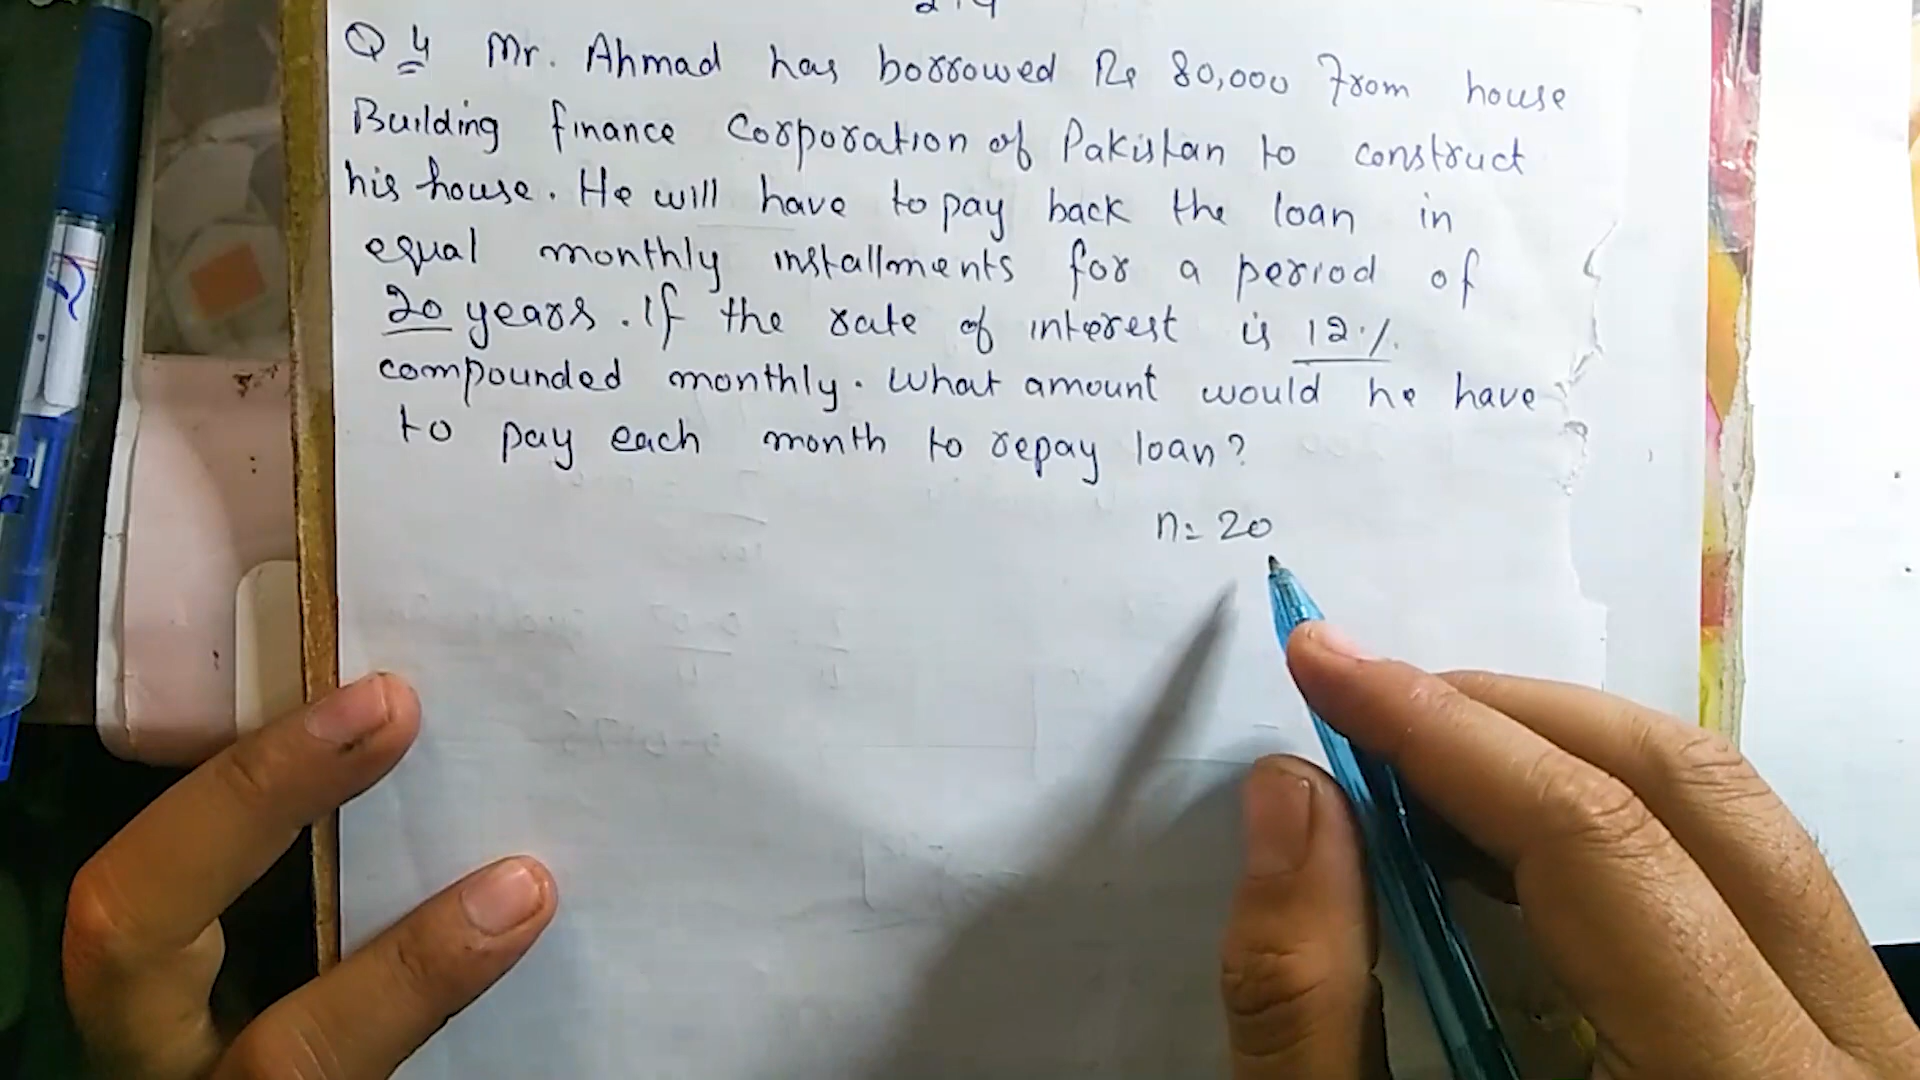 Q 4 Mr. Ahmad has borrowed Rs 80,000 From house
Building finance Corporation of Pakistan to construct
his house. He will have to pay back the loan in
equal monthly installments for a period of
20 years. If the rate of interest is 12%.
compounded monthly. What amount would he have
to pay each month to repay loan?
n = 20